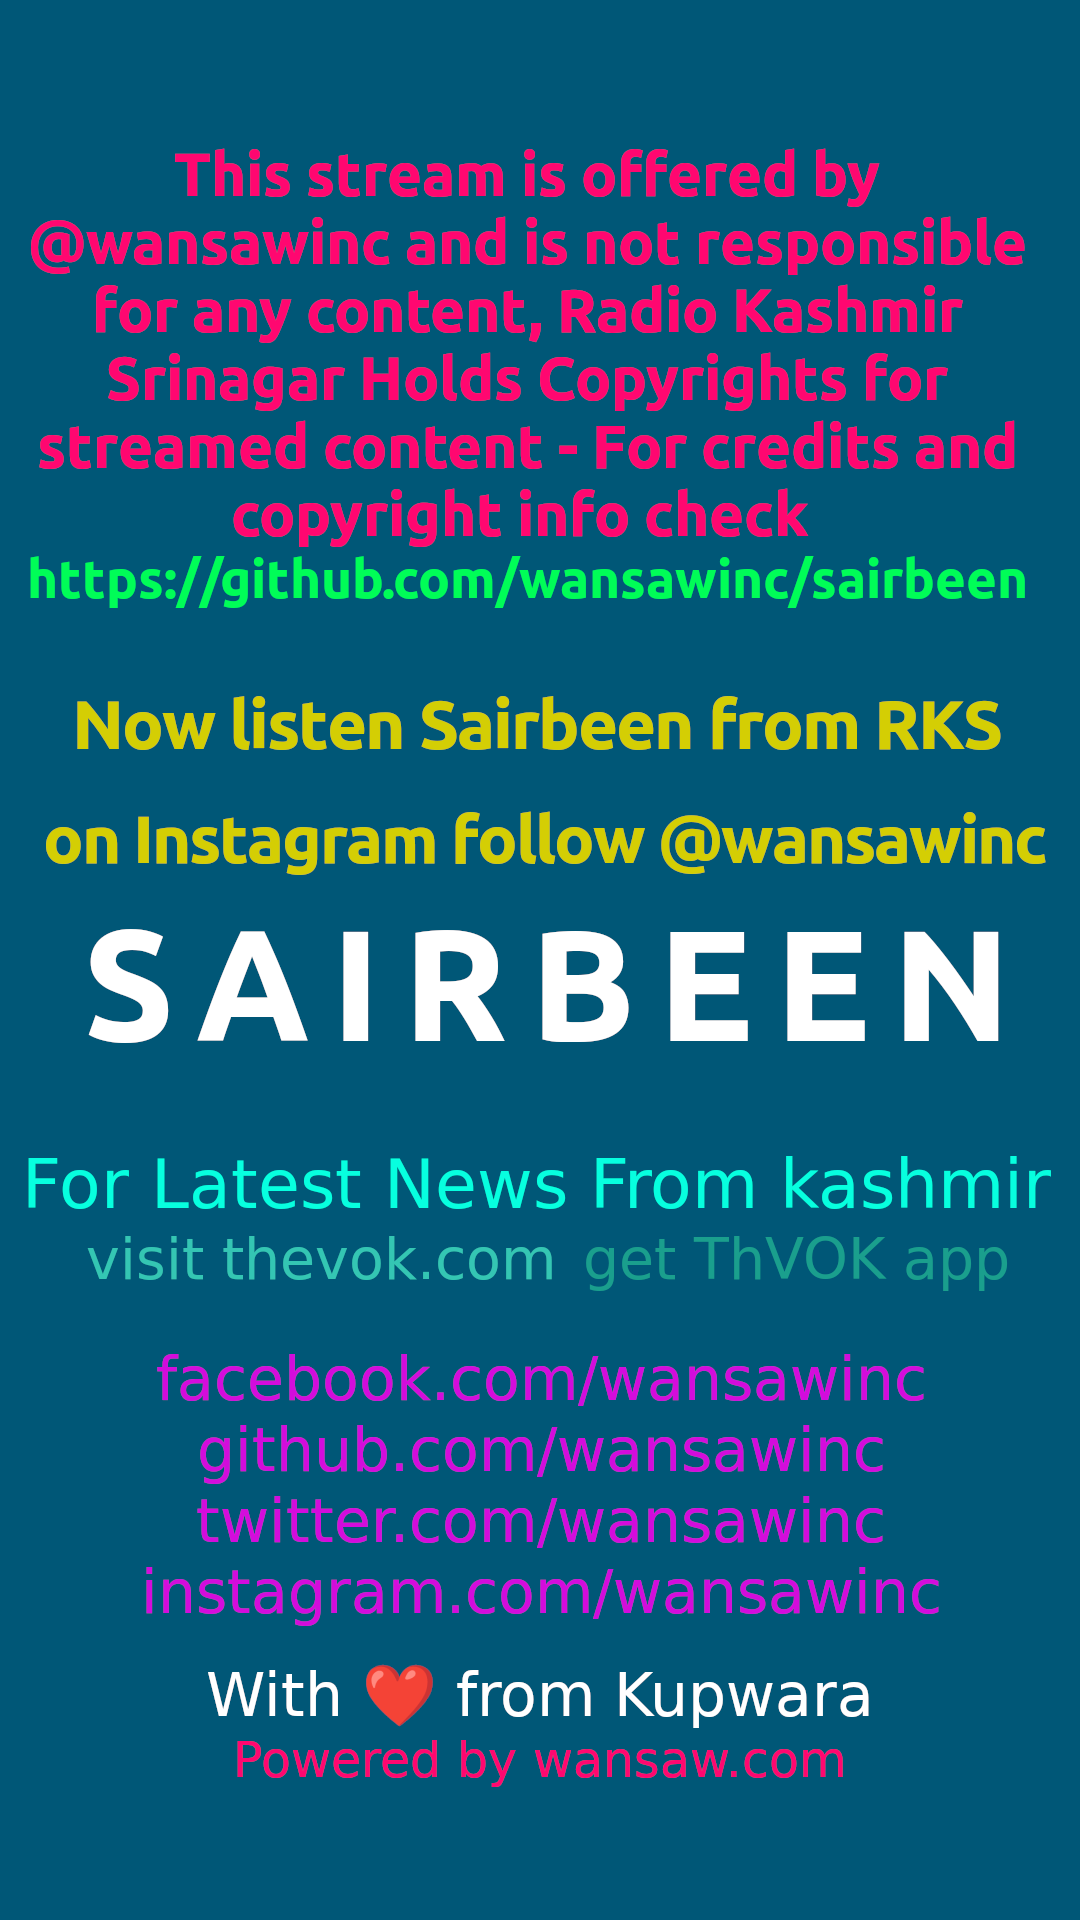 This stream is offered by
@wansawinc and is not responsible
for any content, Radio Kashmir
Srinagar Holds Copyrights for
streamed content - For credits and
copyright info check
https://github.com/wansawinc/sairbeen
Now listen Sairbeen from RKS
on Instagram follow @wansawinc
SAIRBEEN
For Latest News From kashmir
visit thevok.com get ThVOK app
facebook.com/wansawinc
github.com/wansawinc
twitter.com/wansawinc
instagram.com/wansawinc
With ❤️ from Kupwara
Powered by wansaw.com